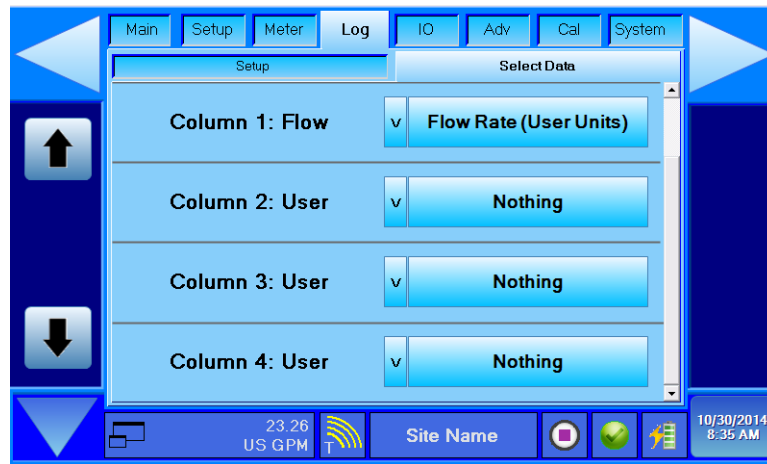 Main Setup Meter Log IO Adv Cal System
Setup Select Data
Column 1: Flow v Flow Rate (User Units)
Column 2: User v Nothing
Column 3: User v Nothing
Column 4: User v Nothing
23.26
US GPM T Site Name
10/30/2014
8:35 AM